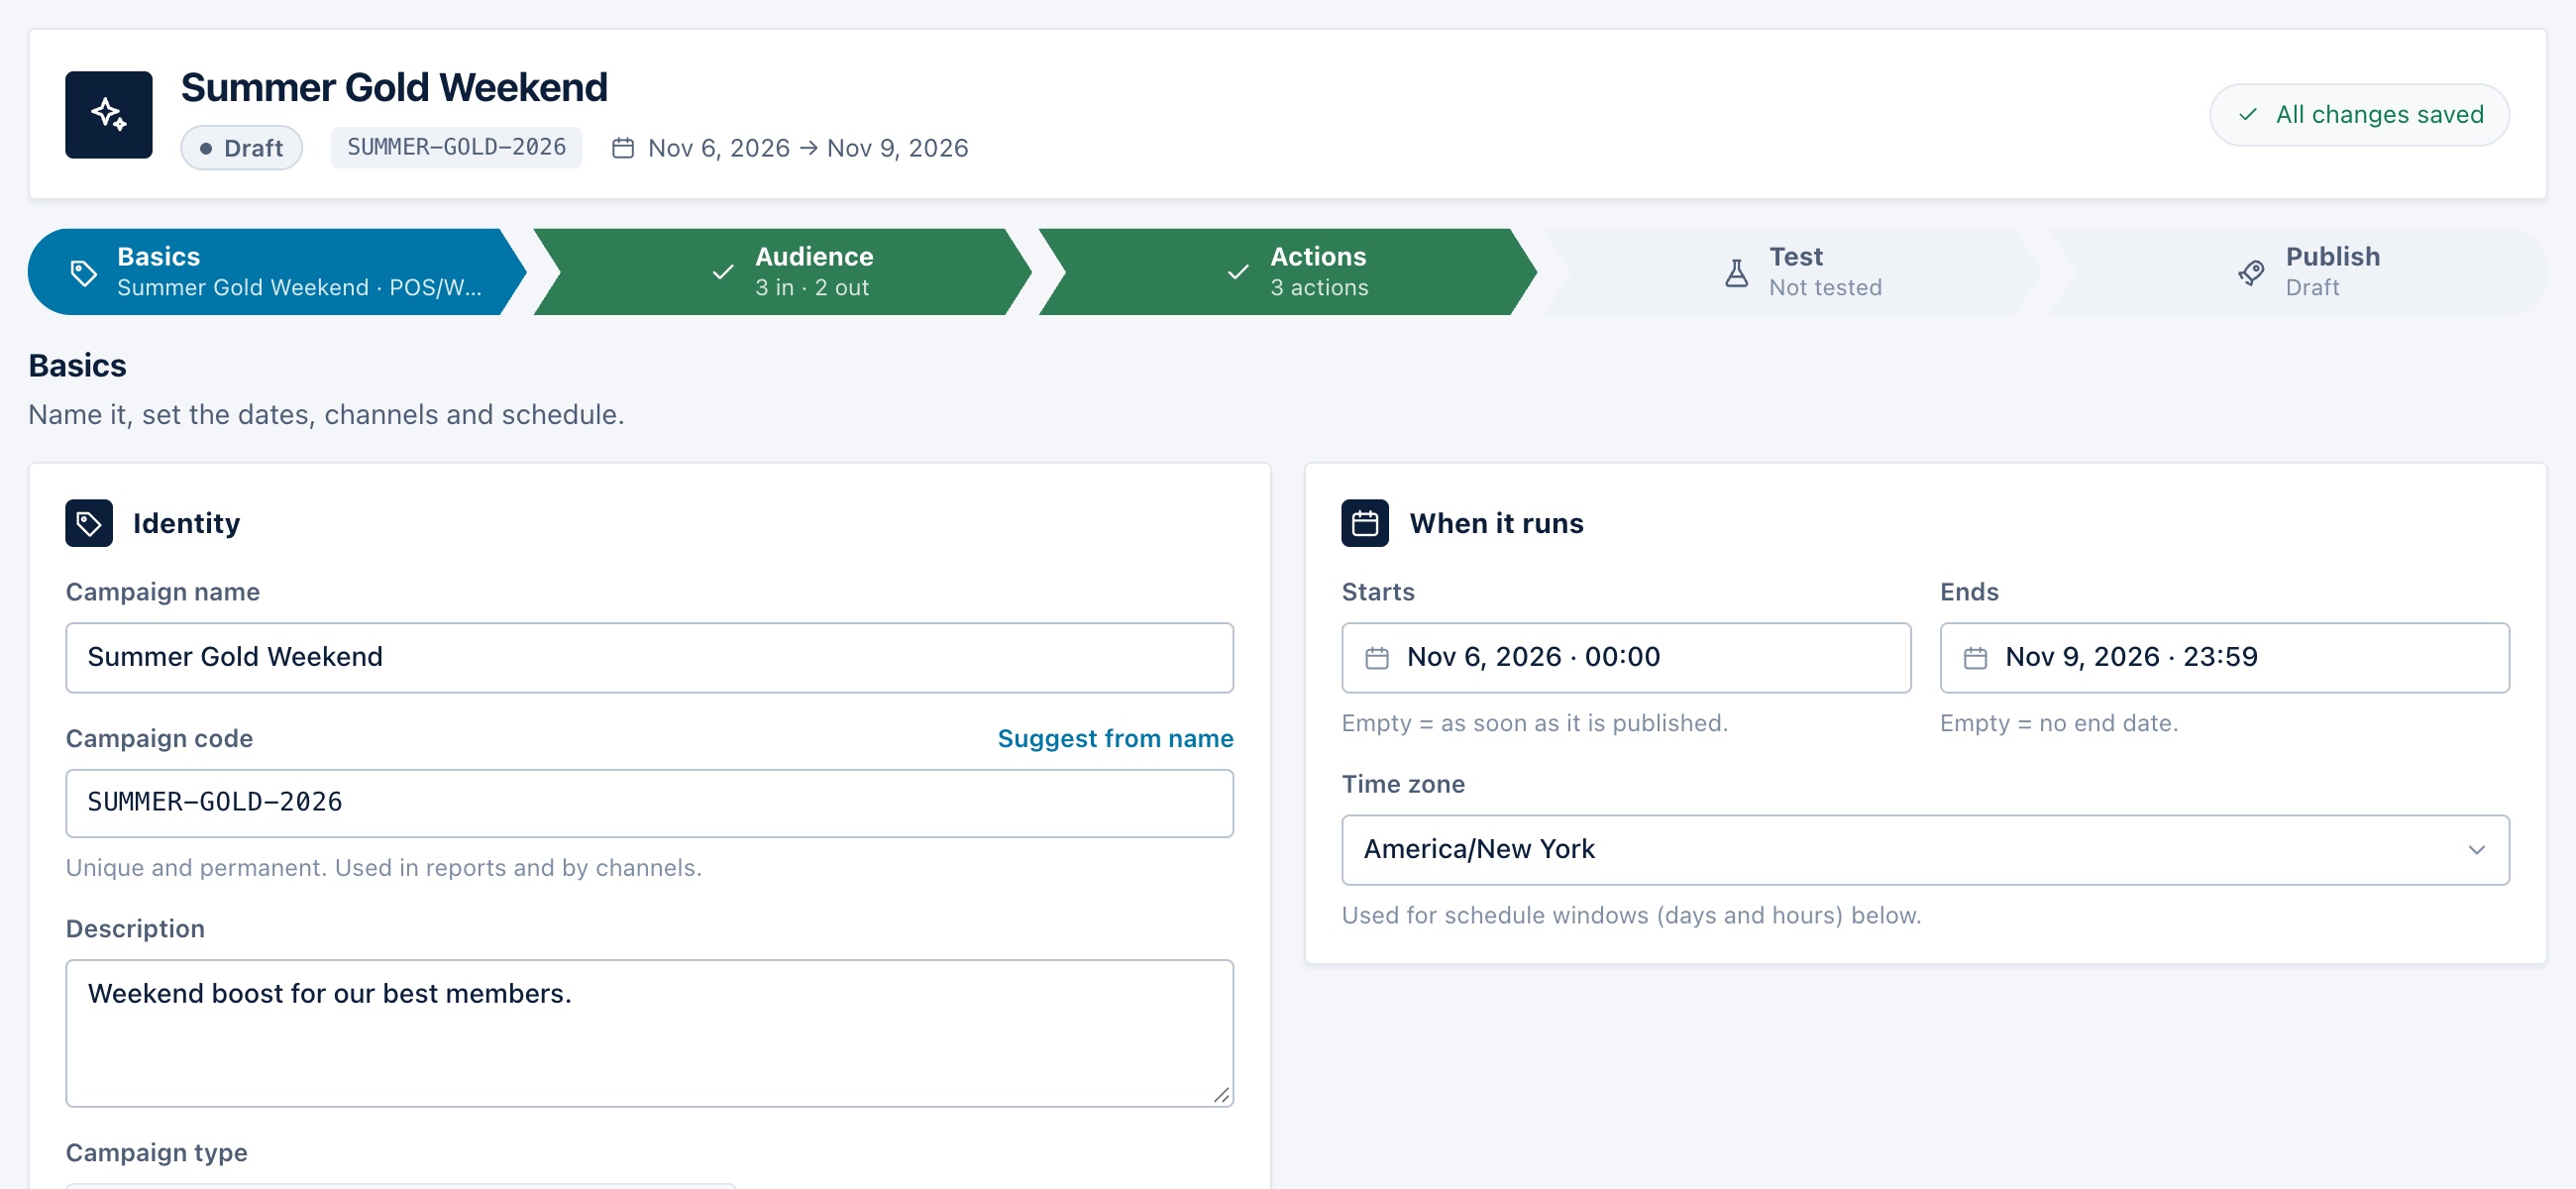 Summer Gold Weekend
Draft
SUMMER-GOLD-2026
Nov 6, 2026 → Nov 9, 2026
All changes saved
Basics
Summer Gold Weekend · POS/W...
Audience
3 in · 2 out
Actions
3 actions
Test
Not tested
Publish
Draft
Basics
Name it, set the dates, channels and schedule.
Identity
Campaign name
Summer Gold Weekend
Campaign code
Suggest from name
SUMMER-GOLD-2026
Unique and permanent. Used in reports and by channels.
Description
Weekend boost for our best members.
Campaign type
When it runs
Starts
Ends
Nov 6, 2026 · 00:00
Nov 9, 2026 · 23:59
Empty = as soon as it is published.
Empty = no end date.
Time zone
America/New York
Used for schedule windows (days and hours) below.